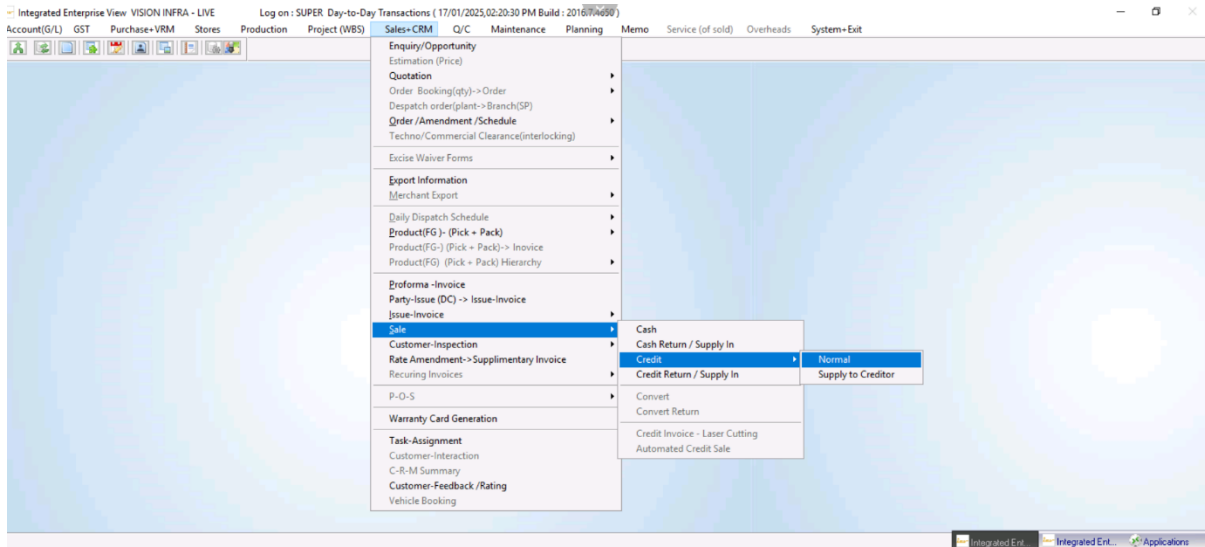 Integrated Enterprise View VISION INFRA - LIVE Log on : SUPER Day-to-Day Transactions ( 17/01/2025,02:20:30 PM Build : 2016.7.4650 )
Account(G/L) GST Purchase+VRM Stores Production Project (WBS) Sales+CRM Q/C Maintenance Planning Memo Service (of sold) Overheads System+Exit
Enquiry/Opportunity
Estimation (Price)
Quotation
Order Booking(qty)->Order
Despatch order(plant->Branch(SP)
Order /Amendment /Schedule
Techno/Commercial Clearance(interlocking)
Excise Waiver Forms
Export Information
Merchant Export
Daily Dispatch Schedule
Product(FG )- (Pick + Pack)
Product(FG-) (Pick + Pack)-> Inovice
Product(FG) (Pick + Pack) Hierarchy
Proforma -Invoice
Party-Issue (DC) -> Issue-Invoice
Issue-Invoice
Sale
Customer-Inspection
Rate Amendment->Supplimentary Invoice
Recuring Invoices
P-O-S
Warranty Card Generation
Task-Assignment
Customer-Interaction
C-R-M Summary
Customer-Feedback /Rating
Vehicle Booking
Cash
Cash Return / Supply In
Credit
Credit Return / Supply In
Convert
Convert Return
Credit Invoice - Laser Cutting
Automated Credit Sale
Normal
Supply to Creditor
Integrated Ent... Integrated Ent... Applications